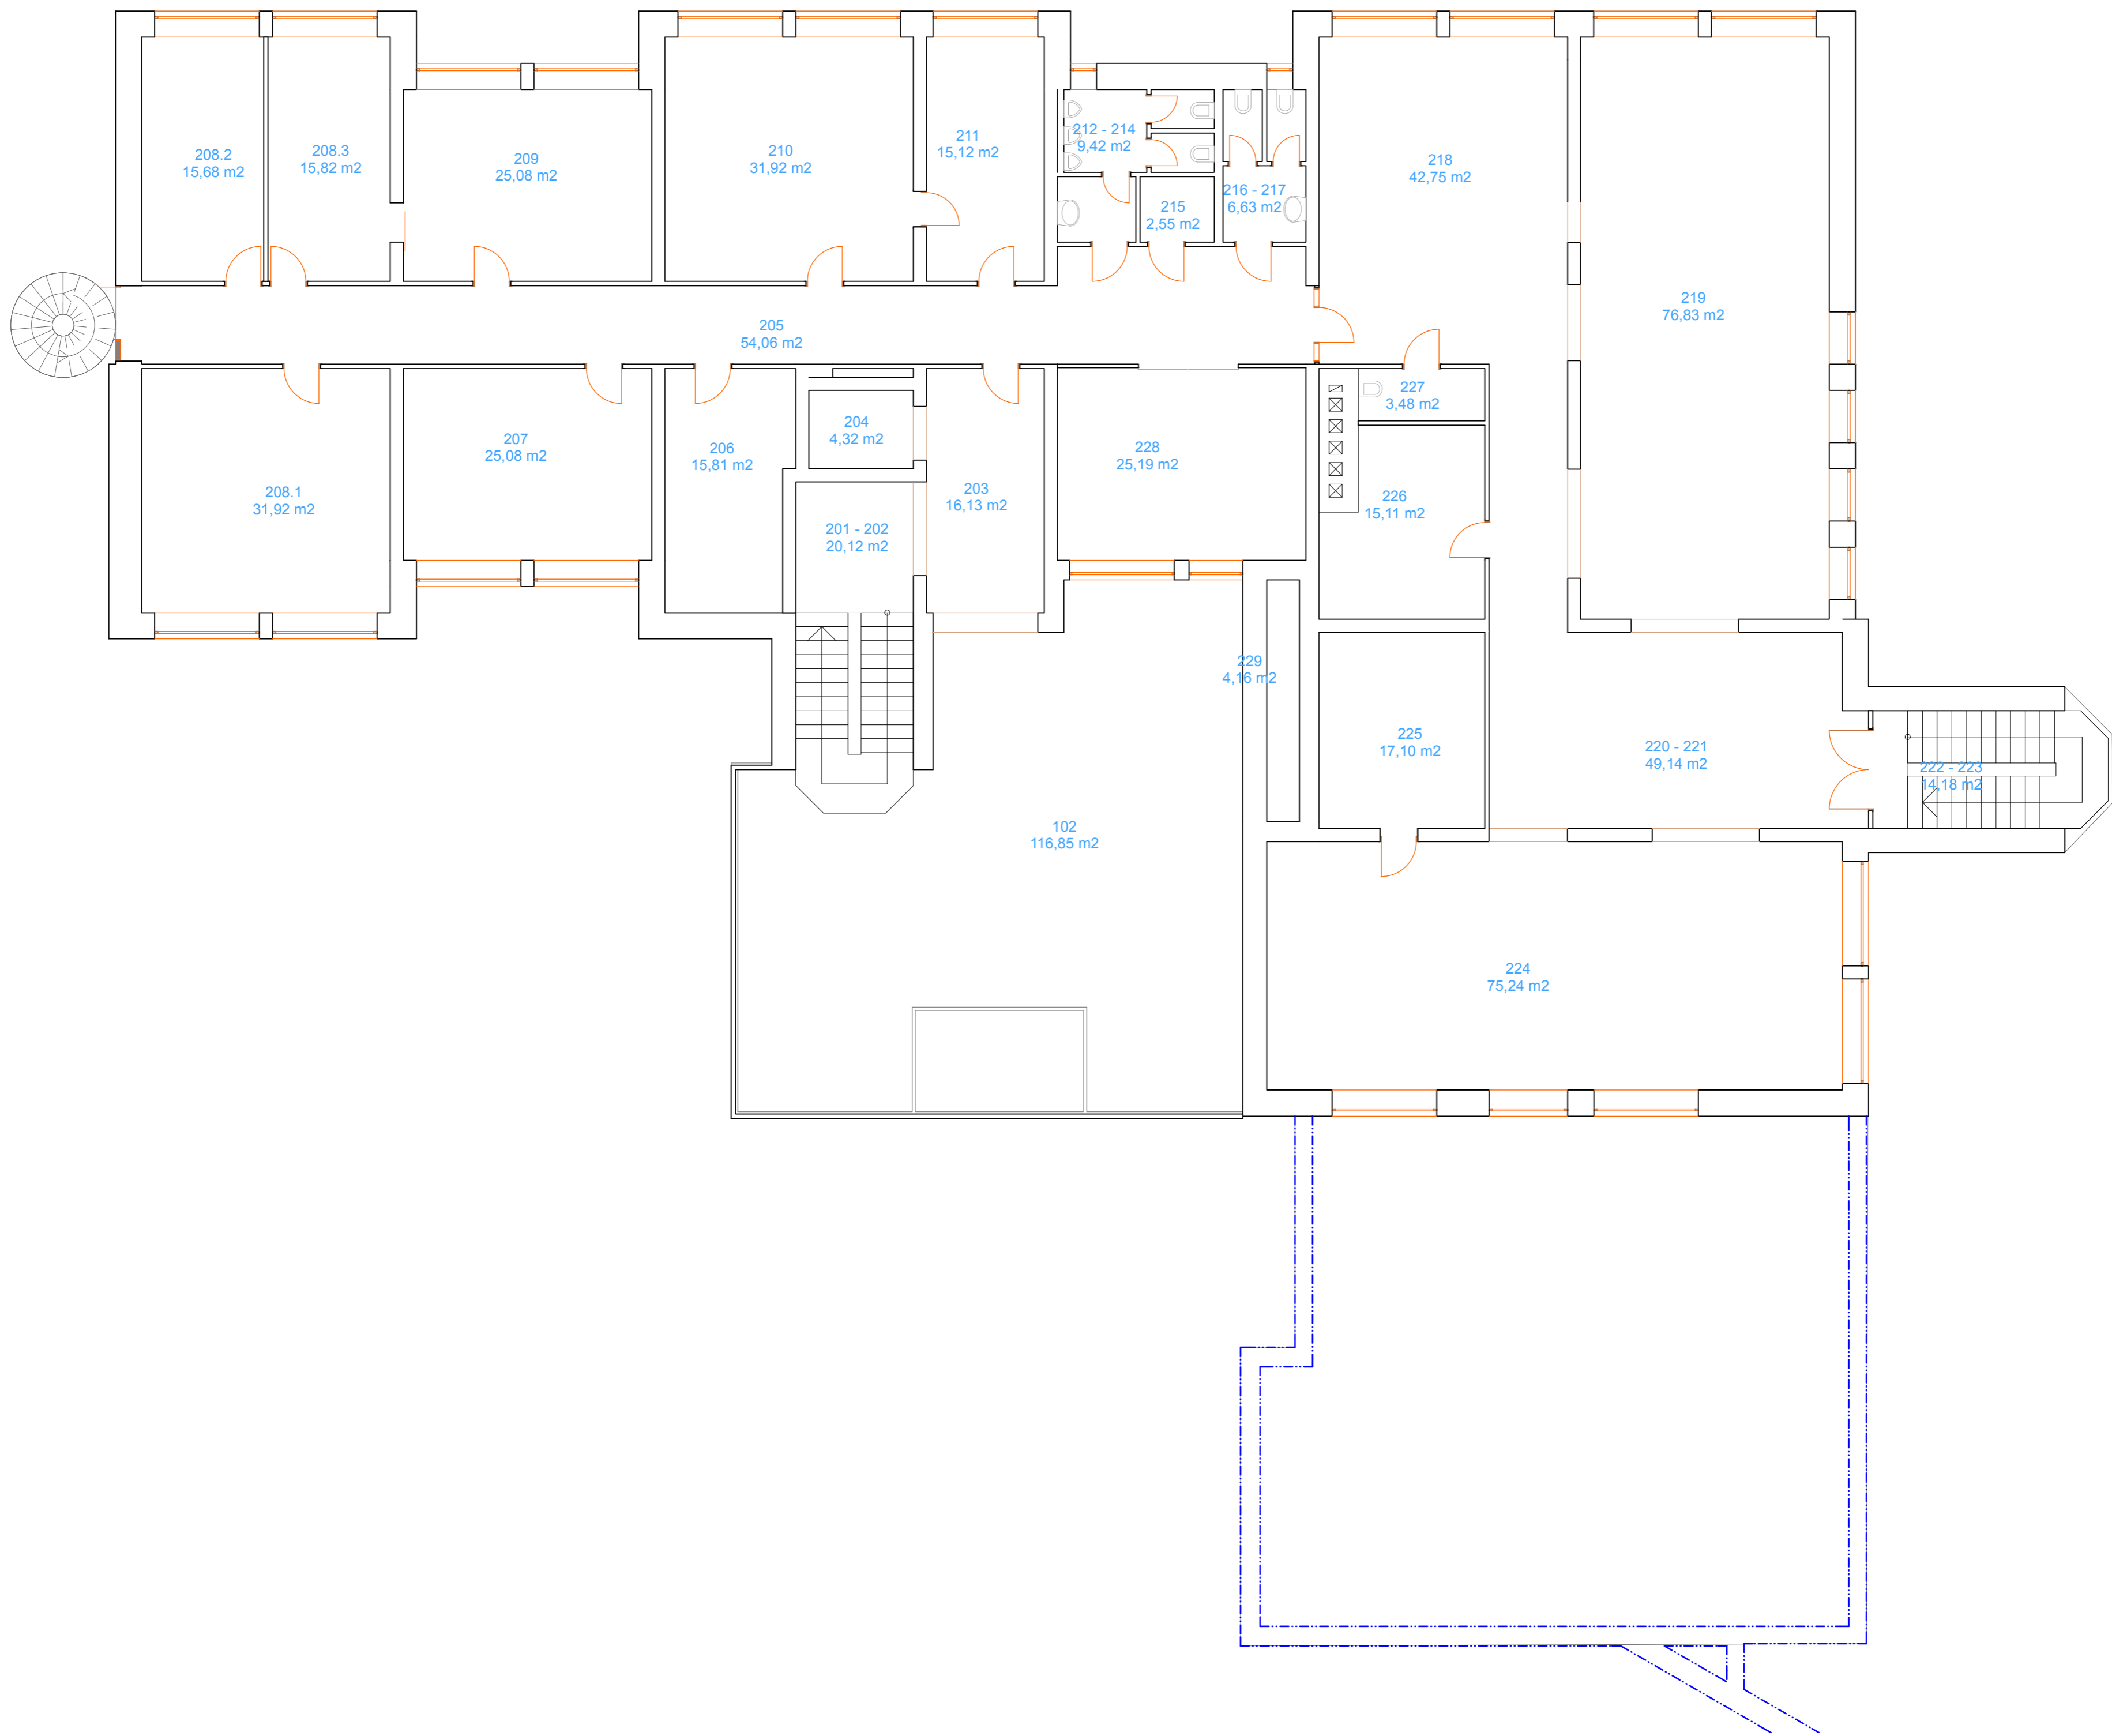 208.2
15,68 m2
208.3
15,82 m2
209
25,08 m2
210
31,92 m2
211
15,12 m2
212 - 214
9,42 m2
215
2,55 m2
216 - 217
6,63 m2
218
42,75 m2
219
76,83 m2
205
54,06 m2
208.1
31,92 m2
207
25,08 m2
206
15,81 m2
204
4,32 m2
201 - 202
20,12 m2
203
16,13 m2
228
25,19 m2
227
3,48 m2
226
15,11 m2
229
4,16 m2
225
17,10 m2
220 - 221
49,14 m2
222 - 223
14,18 m2
102
116,85 m2
224
75,24 m2